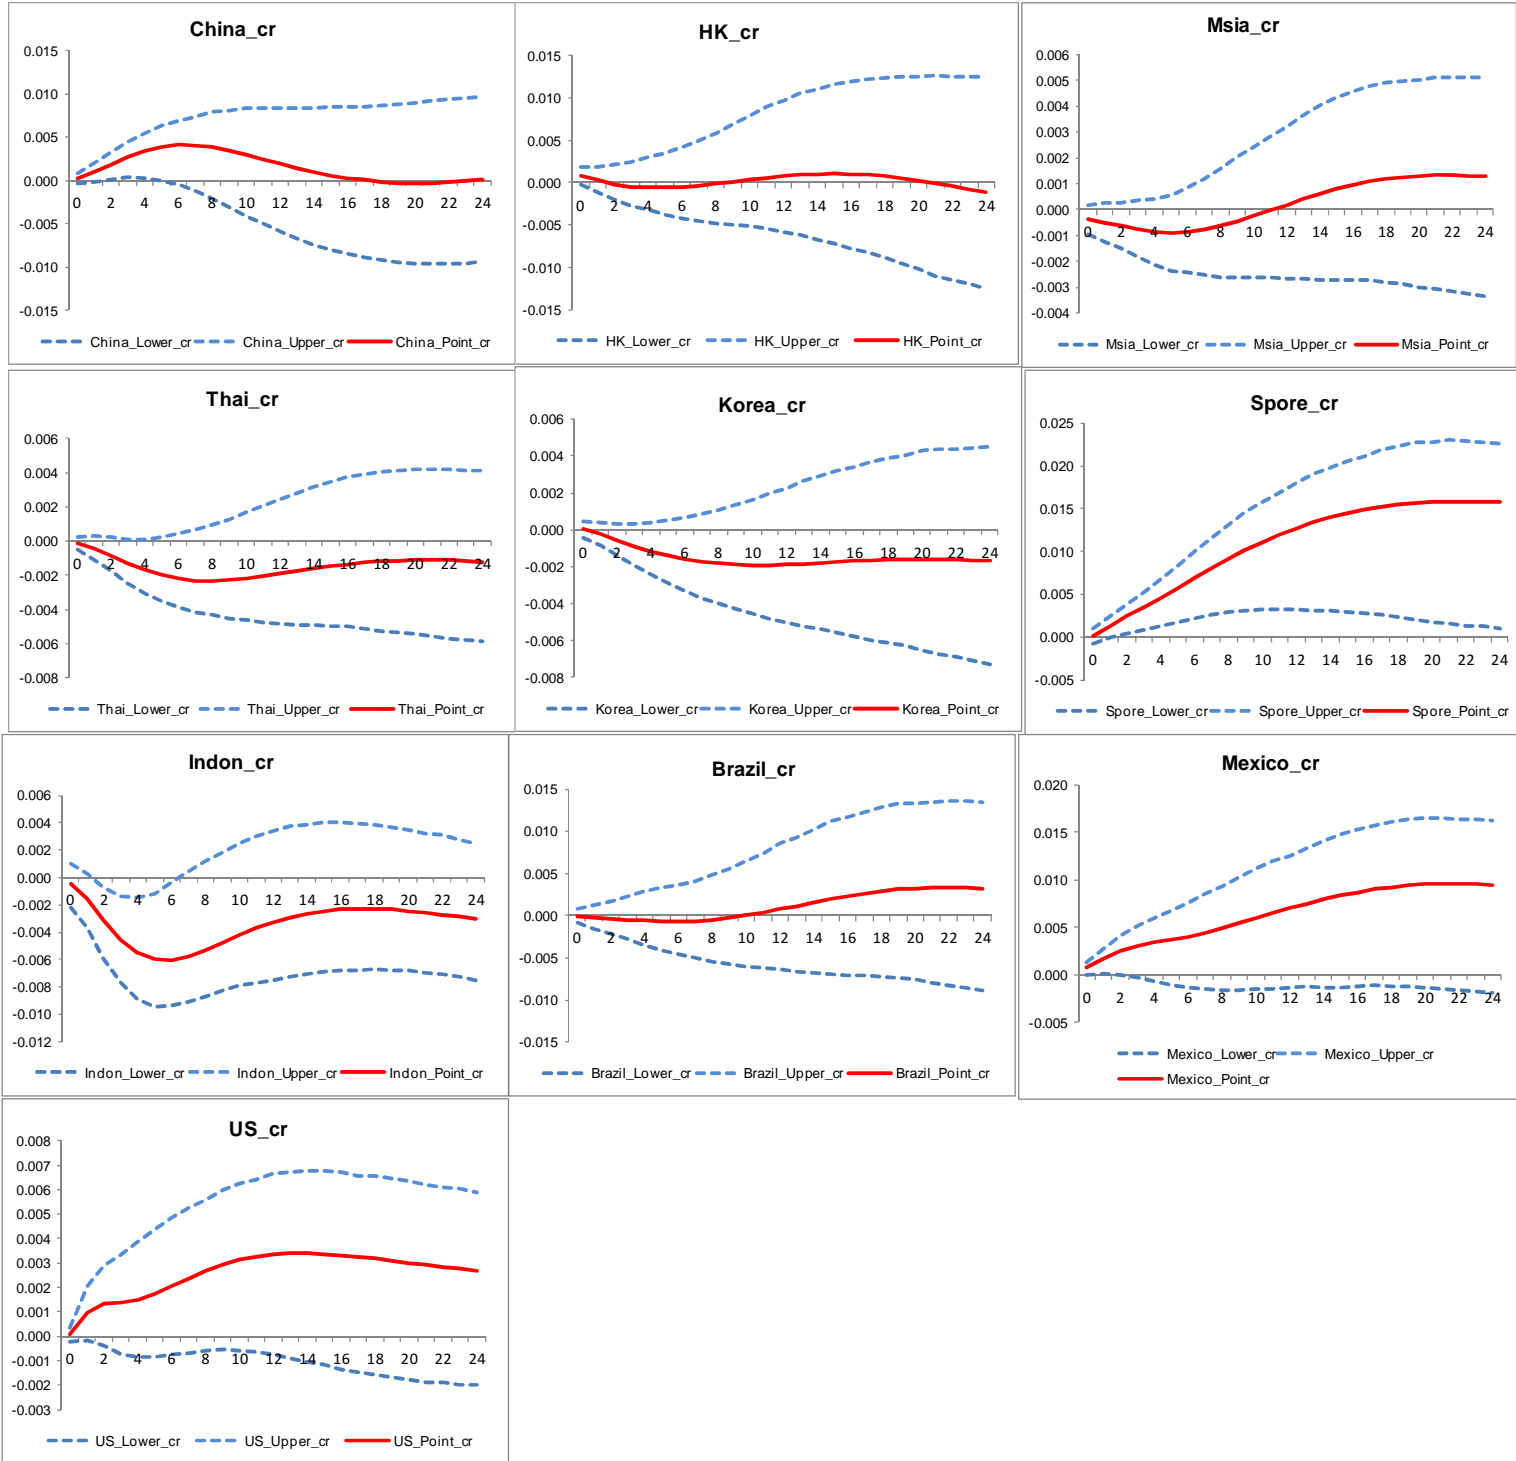 China_cr
0.015
0.010
0.005
0.000
-0.005
-0.010
-0.015
0 2 4 6 8 10 12 14 16 18 20 22 24
China_Lower_cr China_Upper_cr China_Point_cr
HK_cr
0.015
0.010
0.005
0.000
-0.005
-0.010
-0.015
0 2 4 6 8 10 12 14 16 18 20 22 24
HK_Lower_cr HK_Upper_cr HK_Point_cr
Msia_cr
0.006
0.005
0.004
0.003
0.002
0.001
0.000
-0.001
-0.002
-0.003
-0.004
0 2 4 6 8 10 12 14 16 18 20 22 24
Msia_Lower_cr Msia_Upper_cr Msia_Point_cr
Thai_cr
0.006
0.004
0.002
0.000
-0.002
-0.004
-0.006
-0.008
0 2 4 6 8 10 12 14 16 18 20 22 24
Thai_Lower_cr Thai_Upper_cr Thai_Point_cr
Korea_cr
0.006
0.004
0.002
0.000
-0.002
-0.004
-0.006
-0.008
0 2 4 6 8 10 12 14 16 18 20 22 24
Korea_Lower_cr Korea_Upper_cr Korea_Point_cr
Spore_cr
0.025
0.020
0.015
0.010
0.005
0.000
-0.005
0 2 4 6 8 10 12 14 16 18 20 22 24
Spore_Lower_cr Spore_Upper_cr Spore_Point_cr
Indon_cr
0.006
0.004
0.002
0.000
-0.002
-0.004
-0.006
-0.008
-0.010
-0.012
0 2 4 6 8 10 12 14 16 18 20 22 24
Indon_Lower_cr Indon_Upper_cr Indon_Point_cr
Brazil_cr
0.015
0.010
0.005
0.000
-0.005
-0.010
-0.015
0 2 4 6 8 10 12 14 16 18 20 22 24
Brazil_Lower_cr Brazil_Upper_cr Brazil_Point_cr
Mexico_cr
0.020
0.015
0.010
0.005
0.000
-0.005
0 2 4 6 8 10 12 14 16 18 20 22 24
Mexico_Lower_cr Mexico_Upper_cr
Mexico_Point_cr
US_cr
0.008
0.007
0.006
0.005
0.004
0.003
0.002
0.001
0.000
-0.001
-0.002
-0.003
0 2 4 6 8 10 12 14 16 18 20 22 24
US_Lower_cr US_Upper_cr US_Point_cr